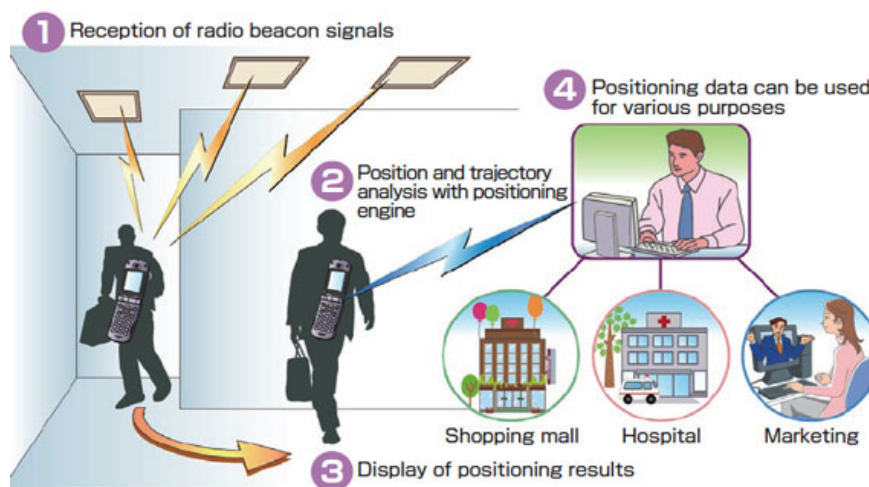 1 Reception of radio beacon signals
2 Position and trajectory
analysis with positioning
engine
3 Display of positioning results
4 Positioning data can be used
for various purposes
Shopping mall
Hospital
Marketing